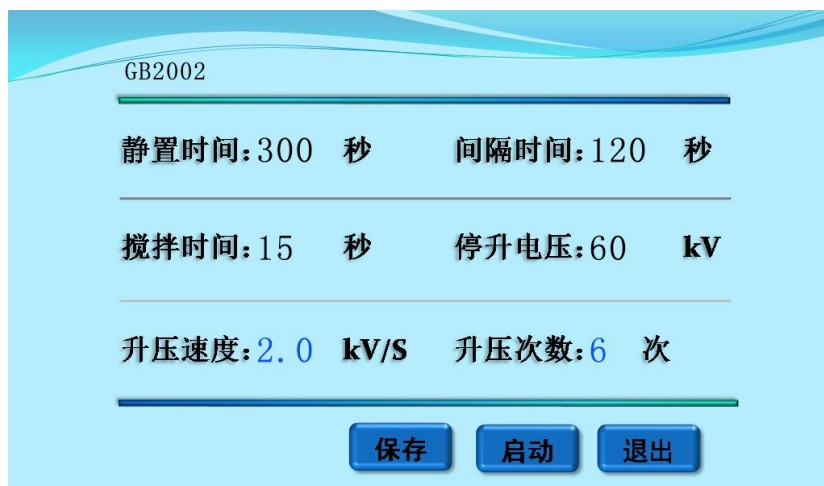 GB2002
静置时间:300 秒 间隔时间:120 秒
搅拌时间:15 秒 停升电压:60 kV
升压速度:2.0 kV/S 升压次数:6 次
保存 启动 退出